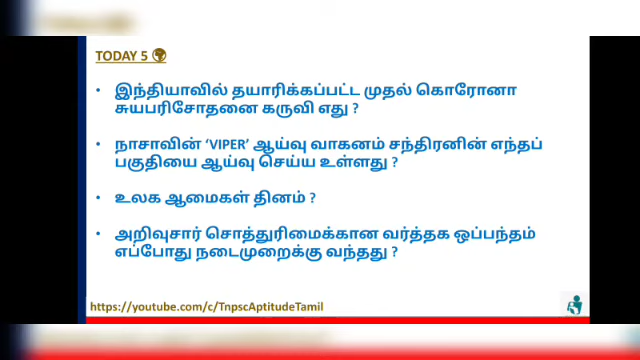 TODAY 5
• இந்தியாவில் தயாரிக்கப்பட்ட முதல் கொரோனா
சுயபரிசோதனை கருவி எது ?
• நாசாவின் ‘VIPER’ ஆய்வு வாகனம் சந்திரனின் எந்தப்
பகுதியை ஆய்வு செய்ய உள்ளது ?
• உலக ஆமைகள் தினம் ?
• அறிவுசார் சொத்துரிமைக்கான வர்த்தக ஒப்பந்தம்
எப்போது நடைமுறைக்கு வந்தது ?
https://youtube.com/c/TnpscAptitudeTamil